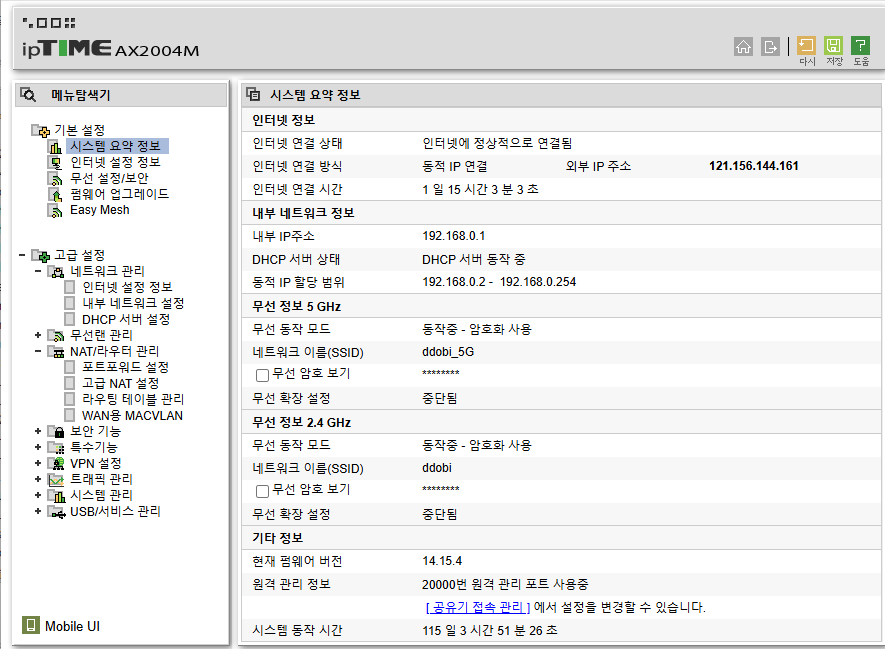 ipTIME AX2004M
다시 저장 도움
메뉴탐색기
기본 설정
시스템 요약 정보
인터넷 설정 정보
무선 설정/보안
펌웨어 업그레이드
Easy Mesh
고급 설정
네트워크 관리
인터넷 설정 정보
내부 네트워크 설정
DHCP 서버 설정
무선랜 관리
NAT/라우터 관리
포트포워드 설정
고급 NAT 설정
라우팅 테이블 관리
WAN용 MACVLAN
보안 기능
특수기능
VPN 설정
트래픽 관리
시스템 관리
USB/서비스 관리
Mobile UI
시스템 요약 정보
인터넷 정보
인터넷 연결 상태 인터넷에 정상적으로 연결됨
인터넷 연결 방식 동적 IP 연결 외부 IP 주소 121.156.144.161
인터넷 연결 시간 1 일 15 시간 3 분 3 초
내부 네트워크 정보
내부 IP주소 192.168.0.1
DHCP 서버 상태 DHCP 서버 동작 중
동적 IP 할당 범위 192.168.0.2 - 192.168.0.254
무선 정보 5 GHz
무선 동작 모드 동작중 - 암호화 사용
네트워크 이름(SSID) ddobi_5G
무선 암호 보기 ********
무선 확장 설정 중단됨
무선 정보 2.4 GHz
무선 동작 모드 동작중 - 암호화 사용
네트워크 이름(SSID) ddobi
무선 암호 보기 ********
무선 확장 설정 중단됨
기타 정보
현재 펌웨어 버전 14.15.4
원격 관리 정보 20000번 원격 관리 포트 사용중
[ 공유기 접속 관리 ] 에서 설정을 변경할 수 있습니다.
시스템 동작 시간 115 일 3 시간 51 분 26 초